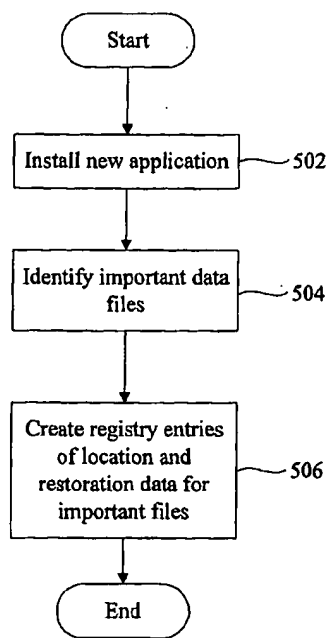 Start
Install new application
502
Identify important data
files
504
Create registry entries
of location and
restoration data for
important files
506
End